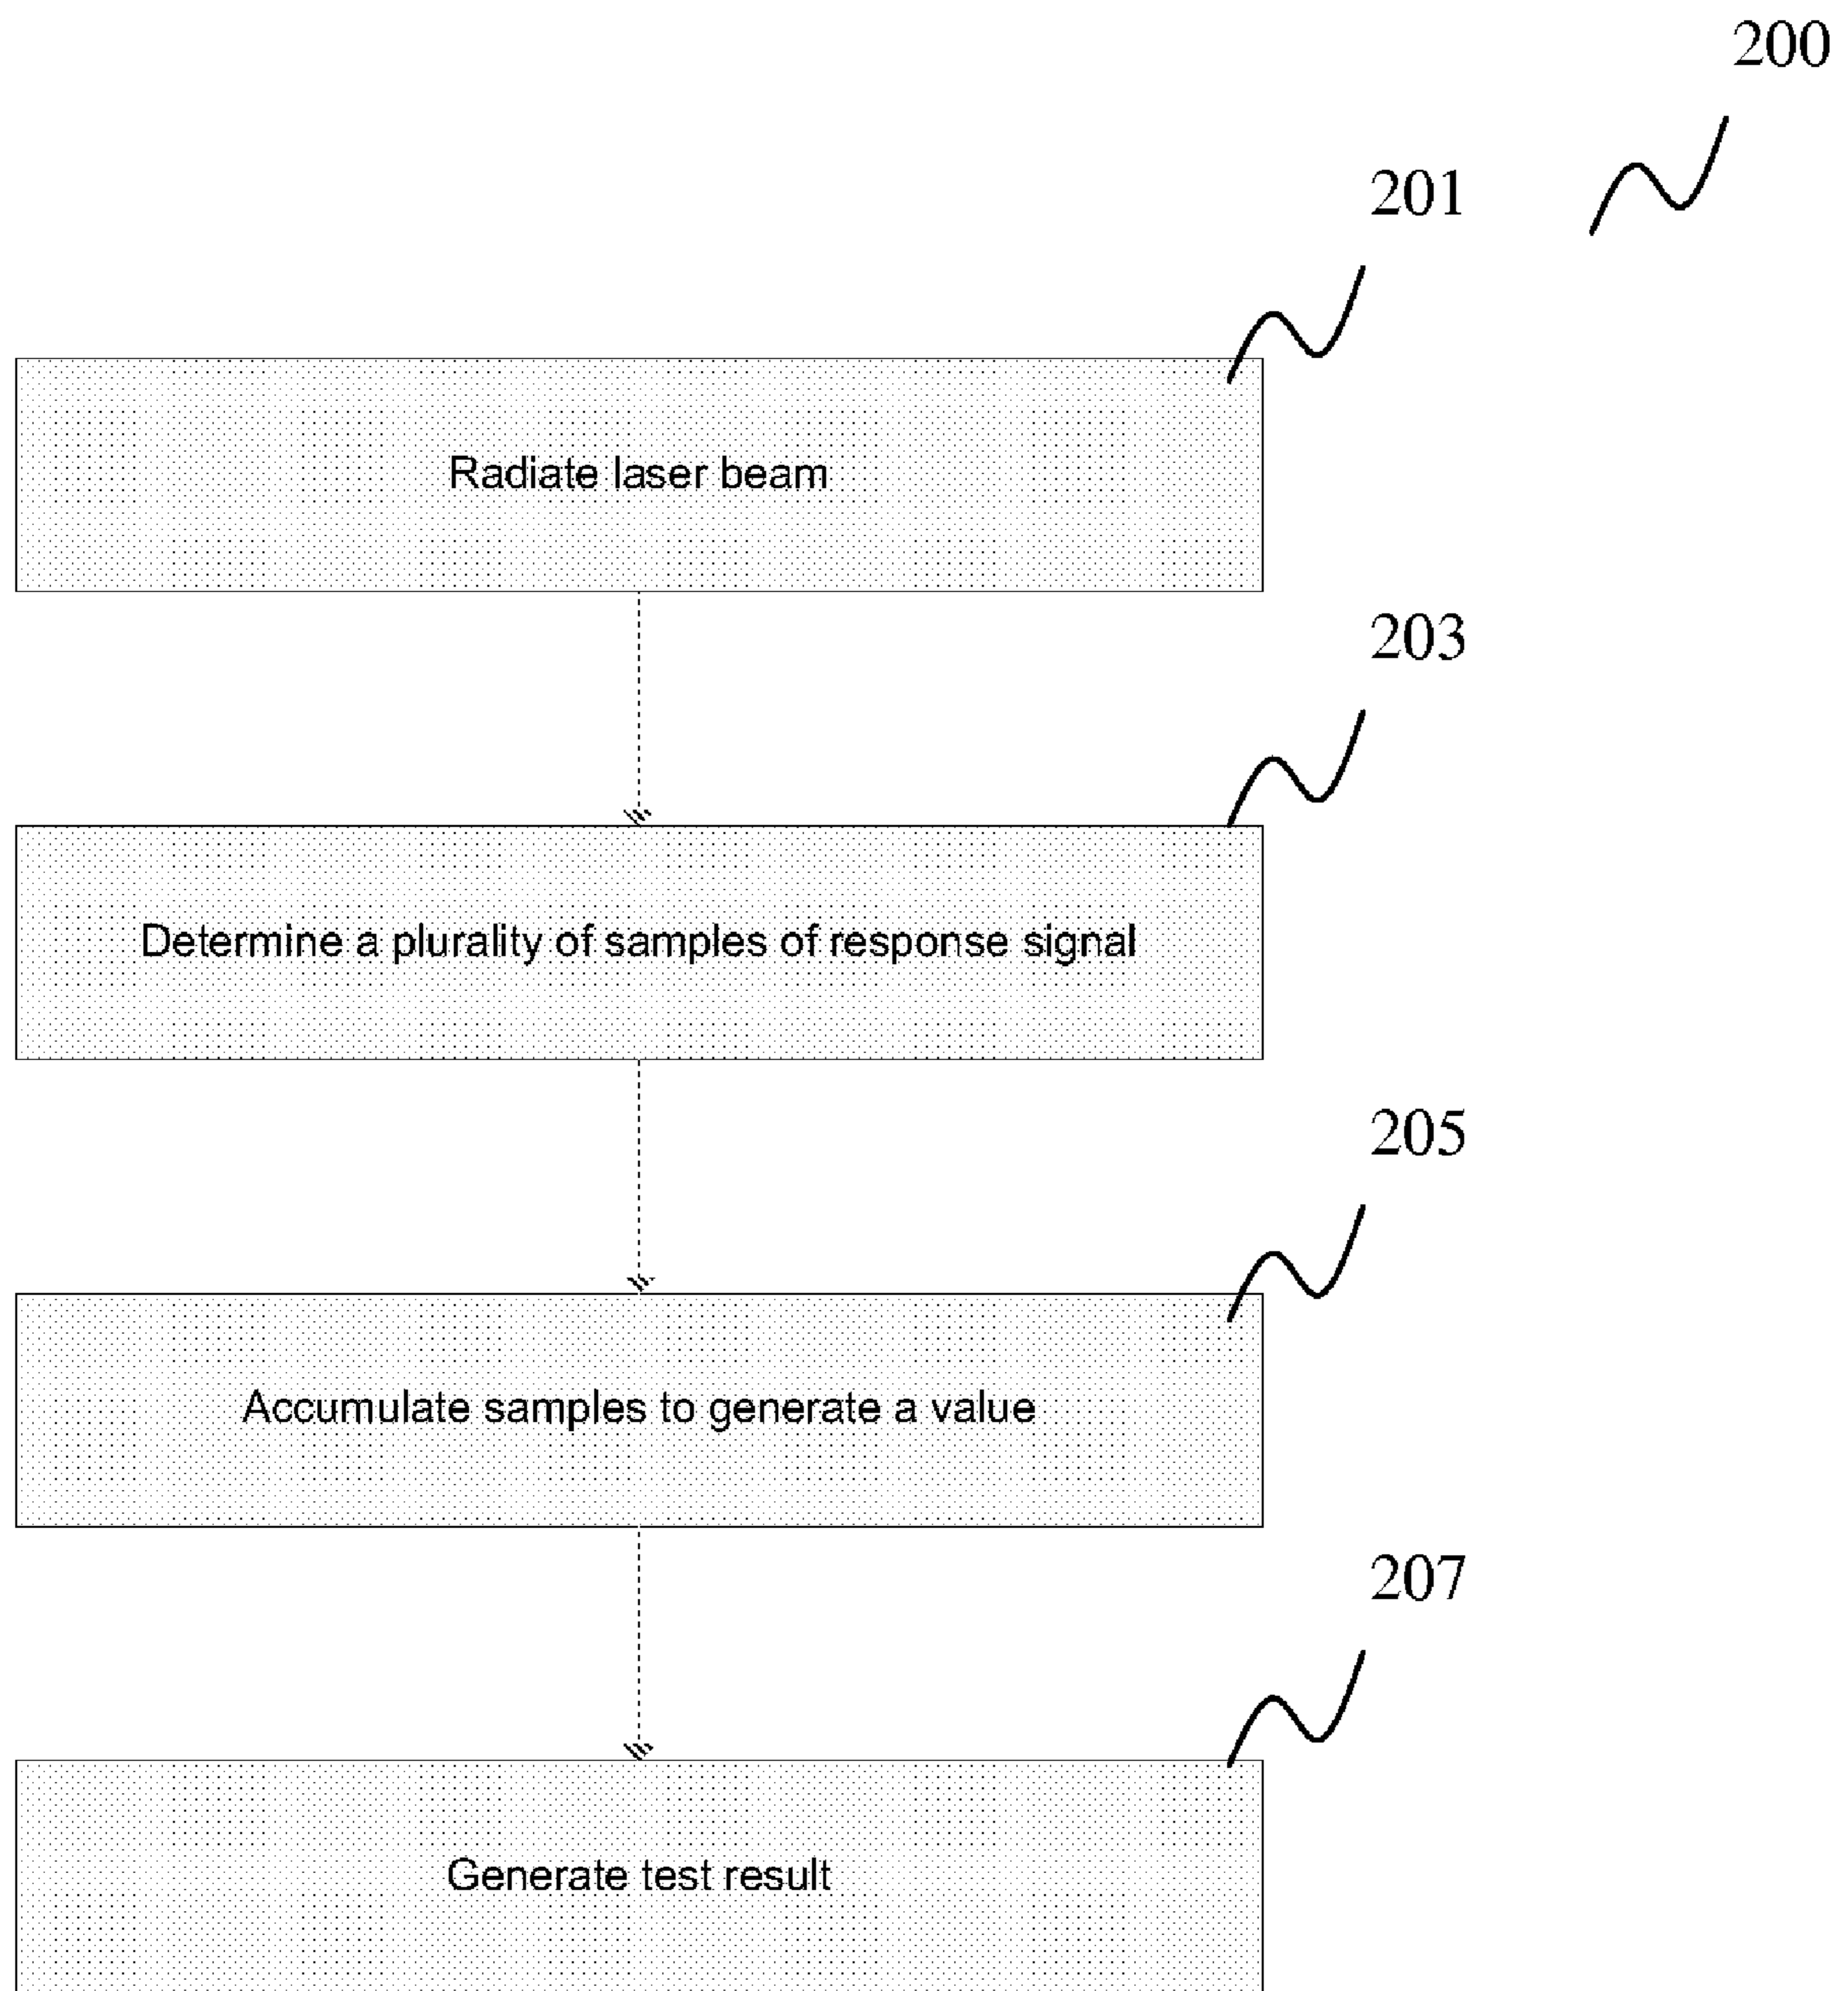 200
201
Radiate laser beam
203
Determine a plurality of samples of response signal
205
Accumulate samples to generate a value
207
Generate test result